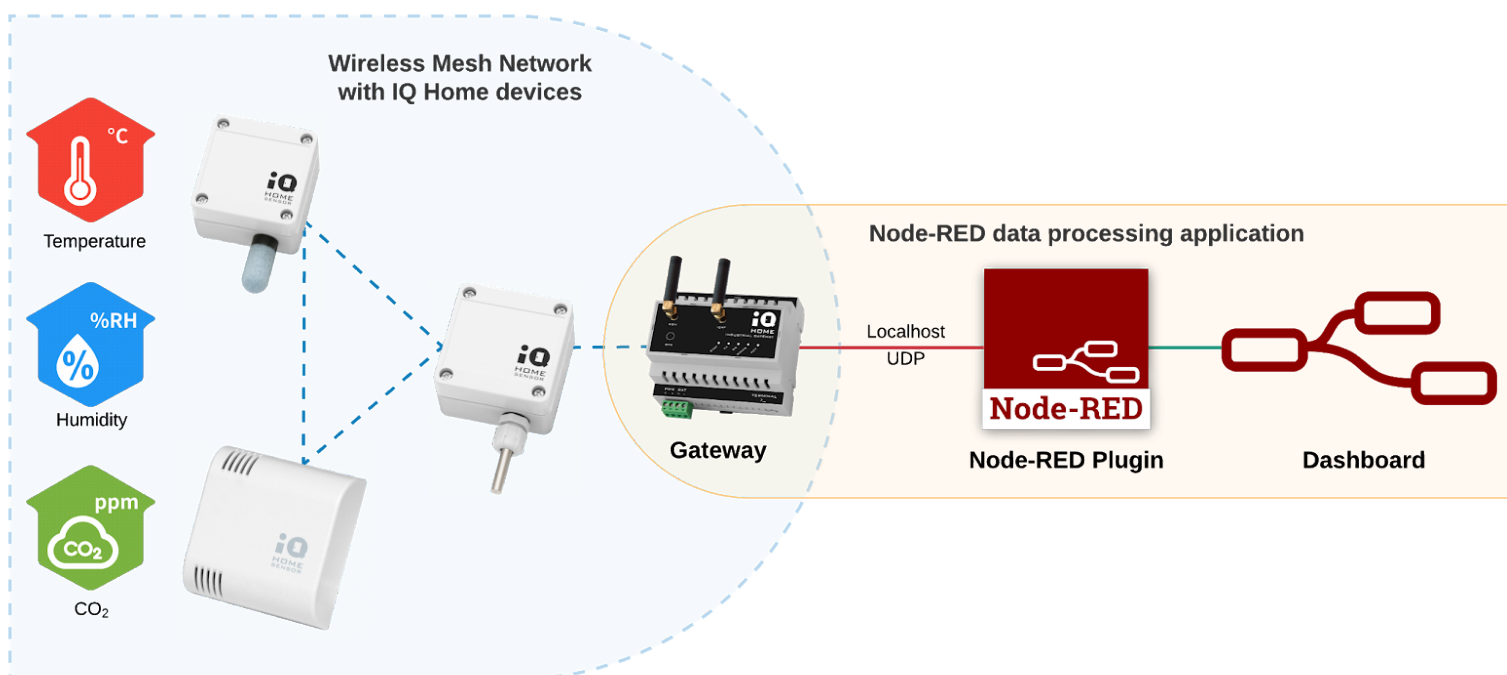 Wireless Mesh Network
with IQ Home devices
°C
Temperature
%RH
%
Humidity
ppm
CO₂
CO₂
iQ
HOME
SENSOR
iQ
HOME
SENSOR
iQ
HOME
SENSOR
iQ
HOME
INDUSTRIAL GATEWAY
Gateway
Node-RED data processing application
Localhost
UDP
Node-RED
Node-RED Plugin
Dashboard